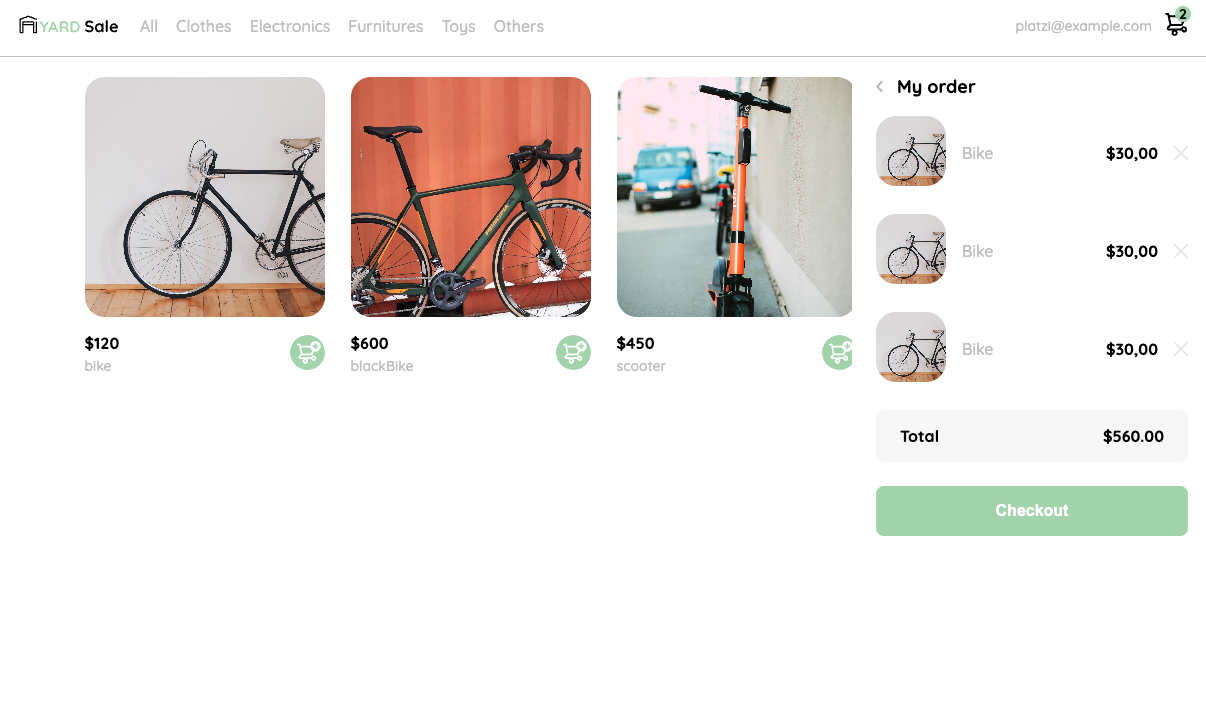 YARD Sale All Clothes Electronics Furnitures Toys Others platzi@example.com 2
My order
Bike $30,00
Bike $30,00
Bike $30,00
Total $560.00
Checkout
$120
bike
$600
blackBike
$450
scooter